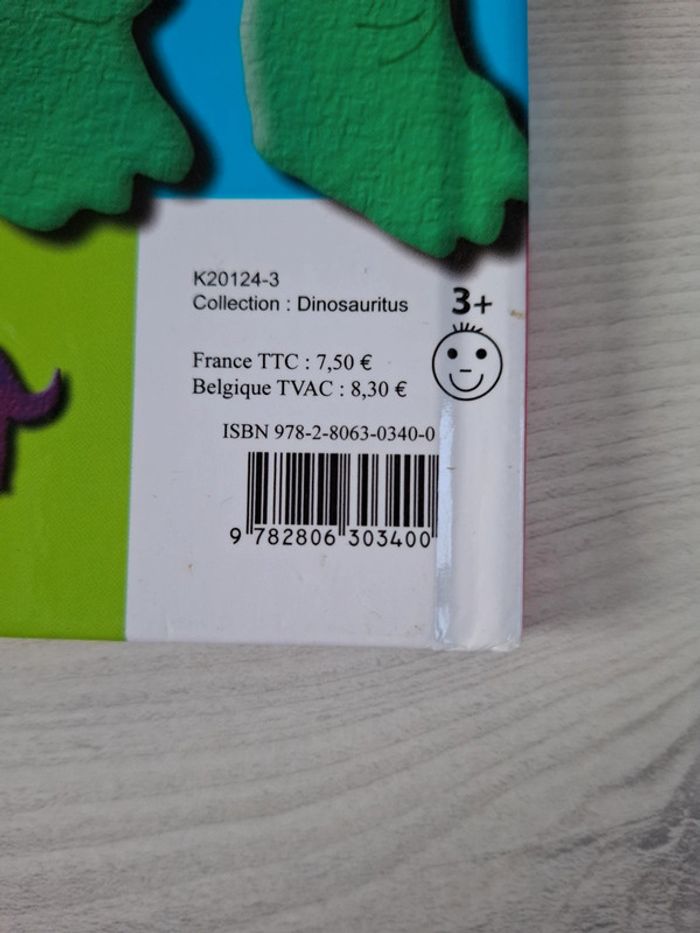 K20124-3
Collection : Dinosauritus
3+
France TTC : 7,50 €
Belgique TVAC : 8,30 €
ISBN 978-2-8063-0340-0
9 782806 303400